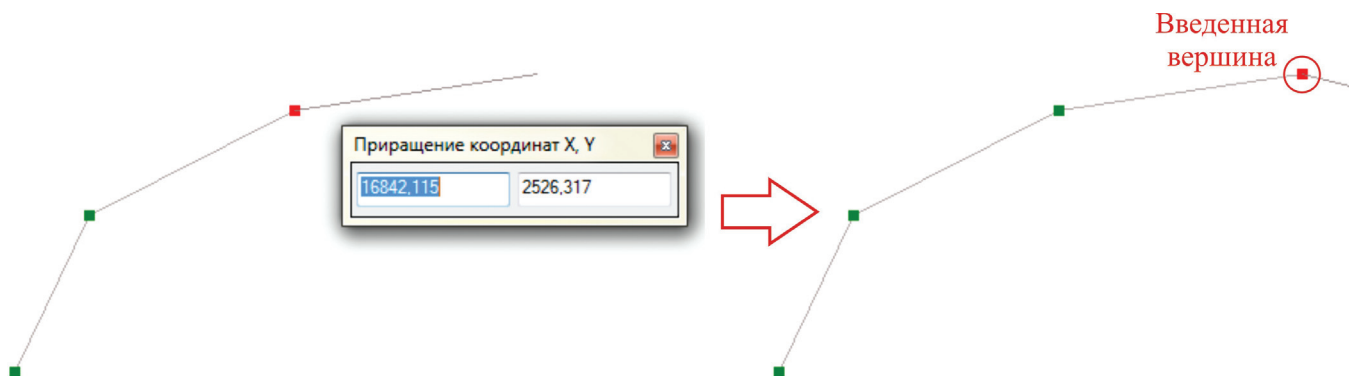 Введенная
вершина
Приращение координат X, Y
16842,115 2526,317